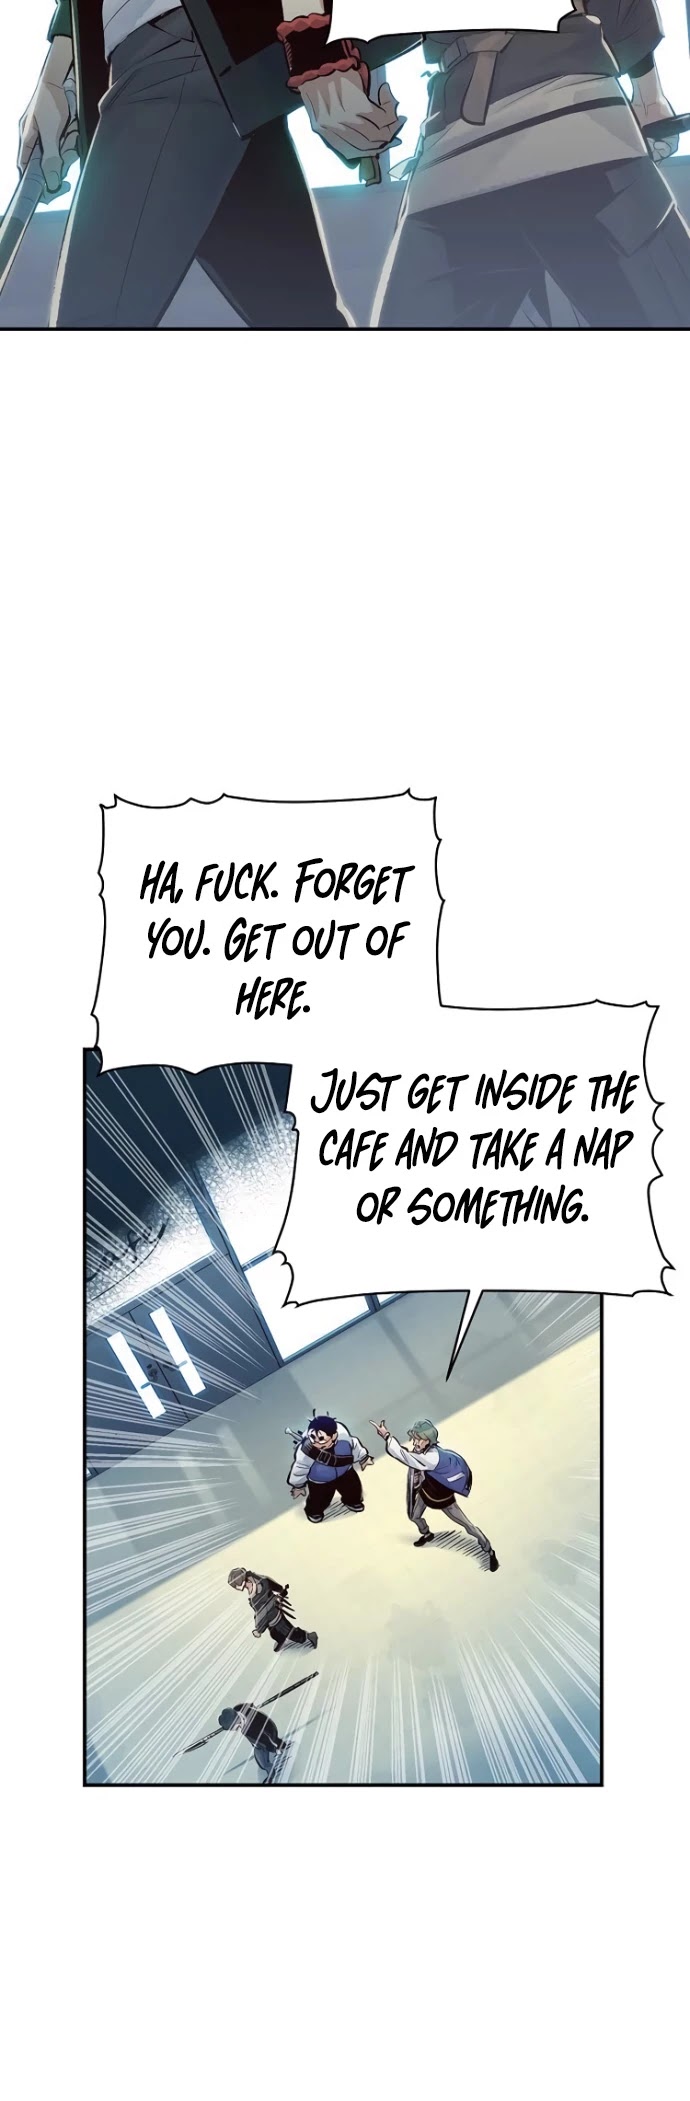 HA, FUCK. FORGET
YOU. GET OUT OF
HERE.
JUST GET INSIDE THE
CAFE AND TAKE A NAP
OR SOMETHING.